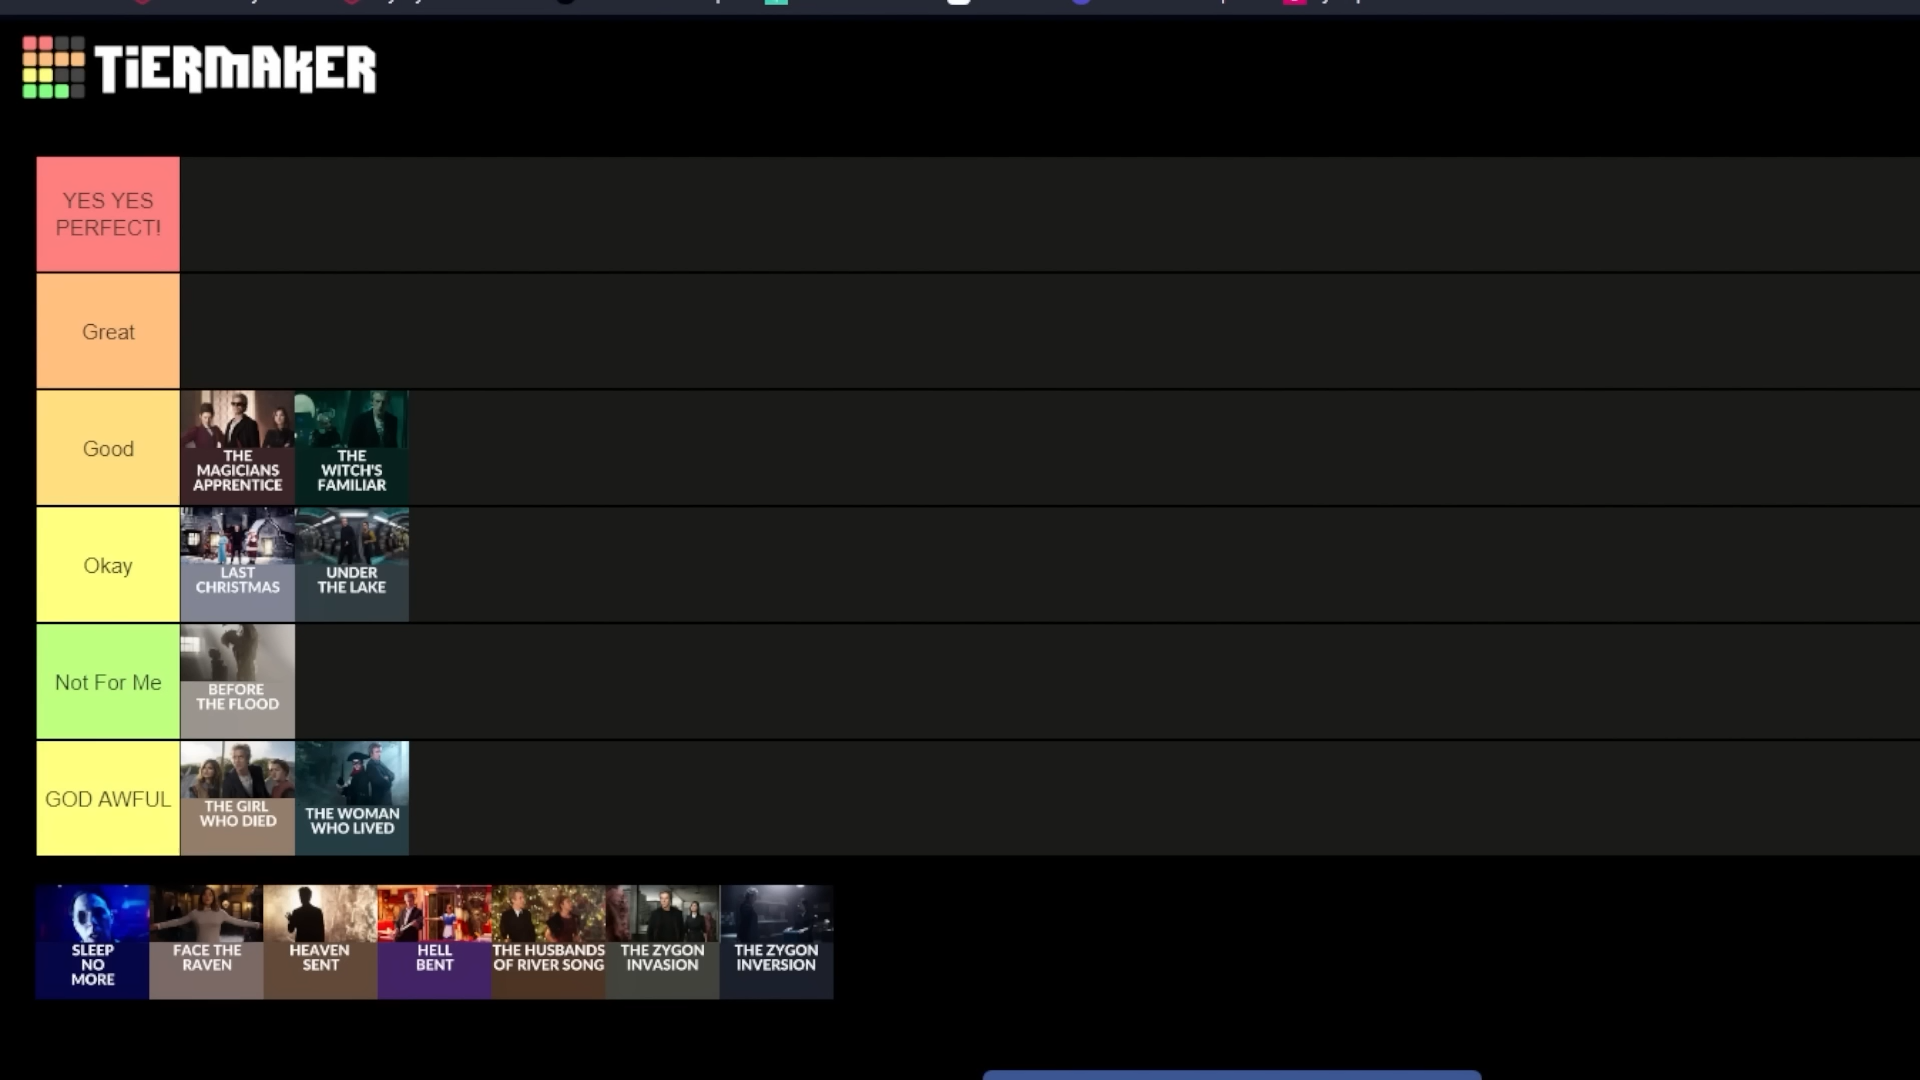 TiERMAKER
YES YES
PERFECT!
Great
Good
THE
MAGICIANS
APPRENTICE
THE
WITCH'S
FAMILIAR
Okay
LAST
CHRISTMAS
UNDER
THE LAKE
Not For Me
BEFORE
THE FLOOD
GOD AWFUL
THE GIRL
WHO DIED
THE WOMAN
WHO LIVED
SLEEP
NO
MORE
FACE THE
RAVEN
HEAVEN
SENT
HELL
BENT
THE HUSBANDS
OF RIVER SONG
THE ZYGON
INVASION
THE ZYGON
INVERSION